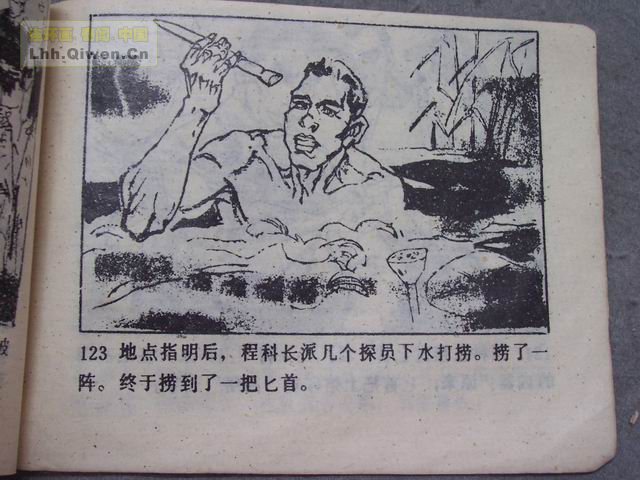 连环画.易阅.中国
Lhh.Qiwen.Cn
123 地点指明后，程科长派几个探员下水打捞。捞了一
阵。终于捞到了一把匕首。